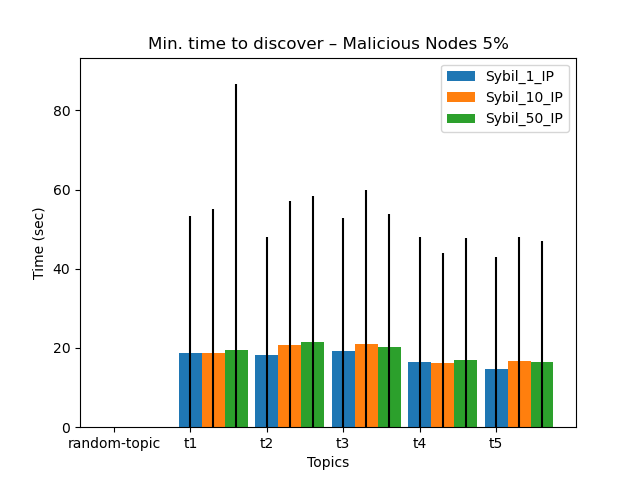 Min. time to discover – Malicious Nodes 5%
Sybil_1_IP
Sybil_10_IP
Sybil_50_IP
80
60
40
20
0
Time (sec)
random-topic t1 t2 t3 t4 t5
Topics